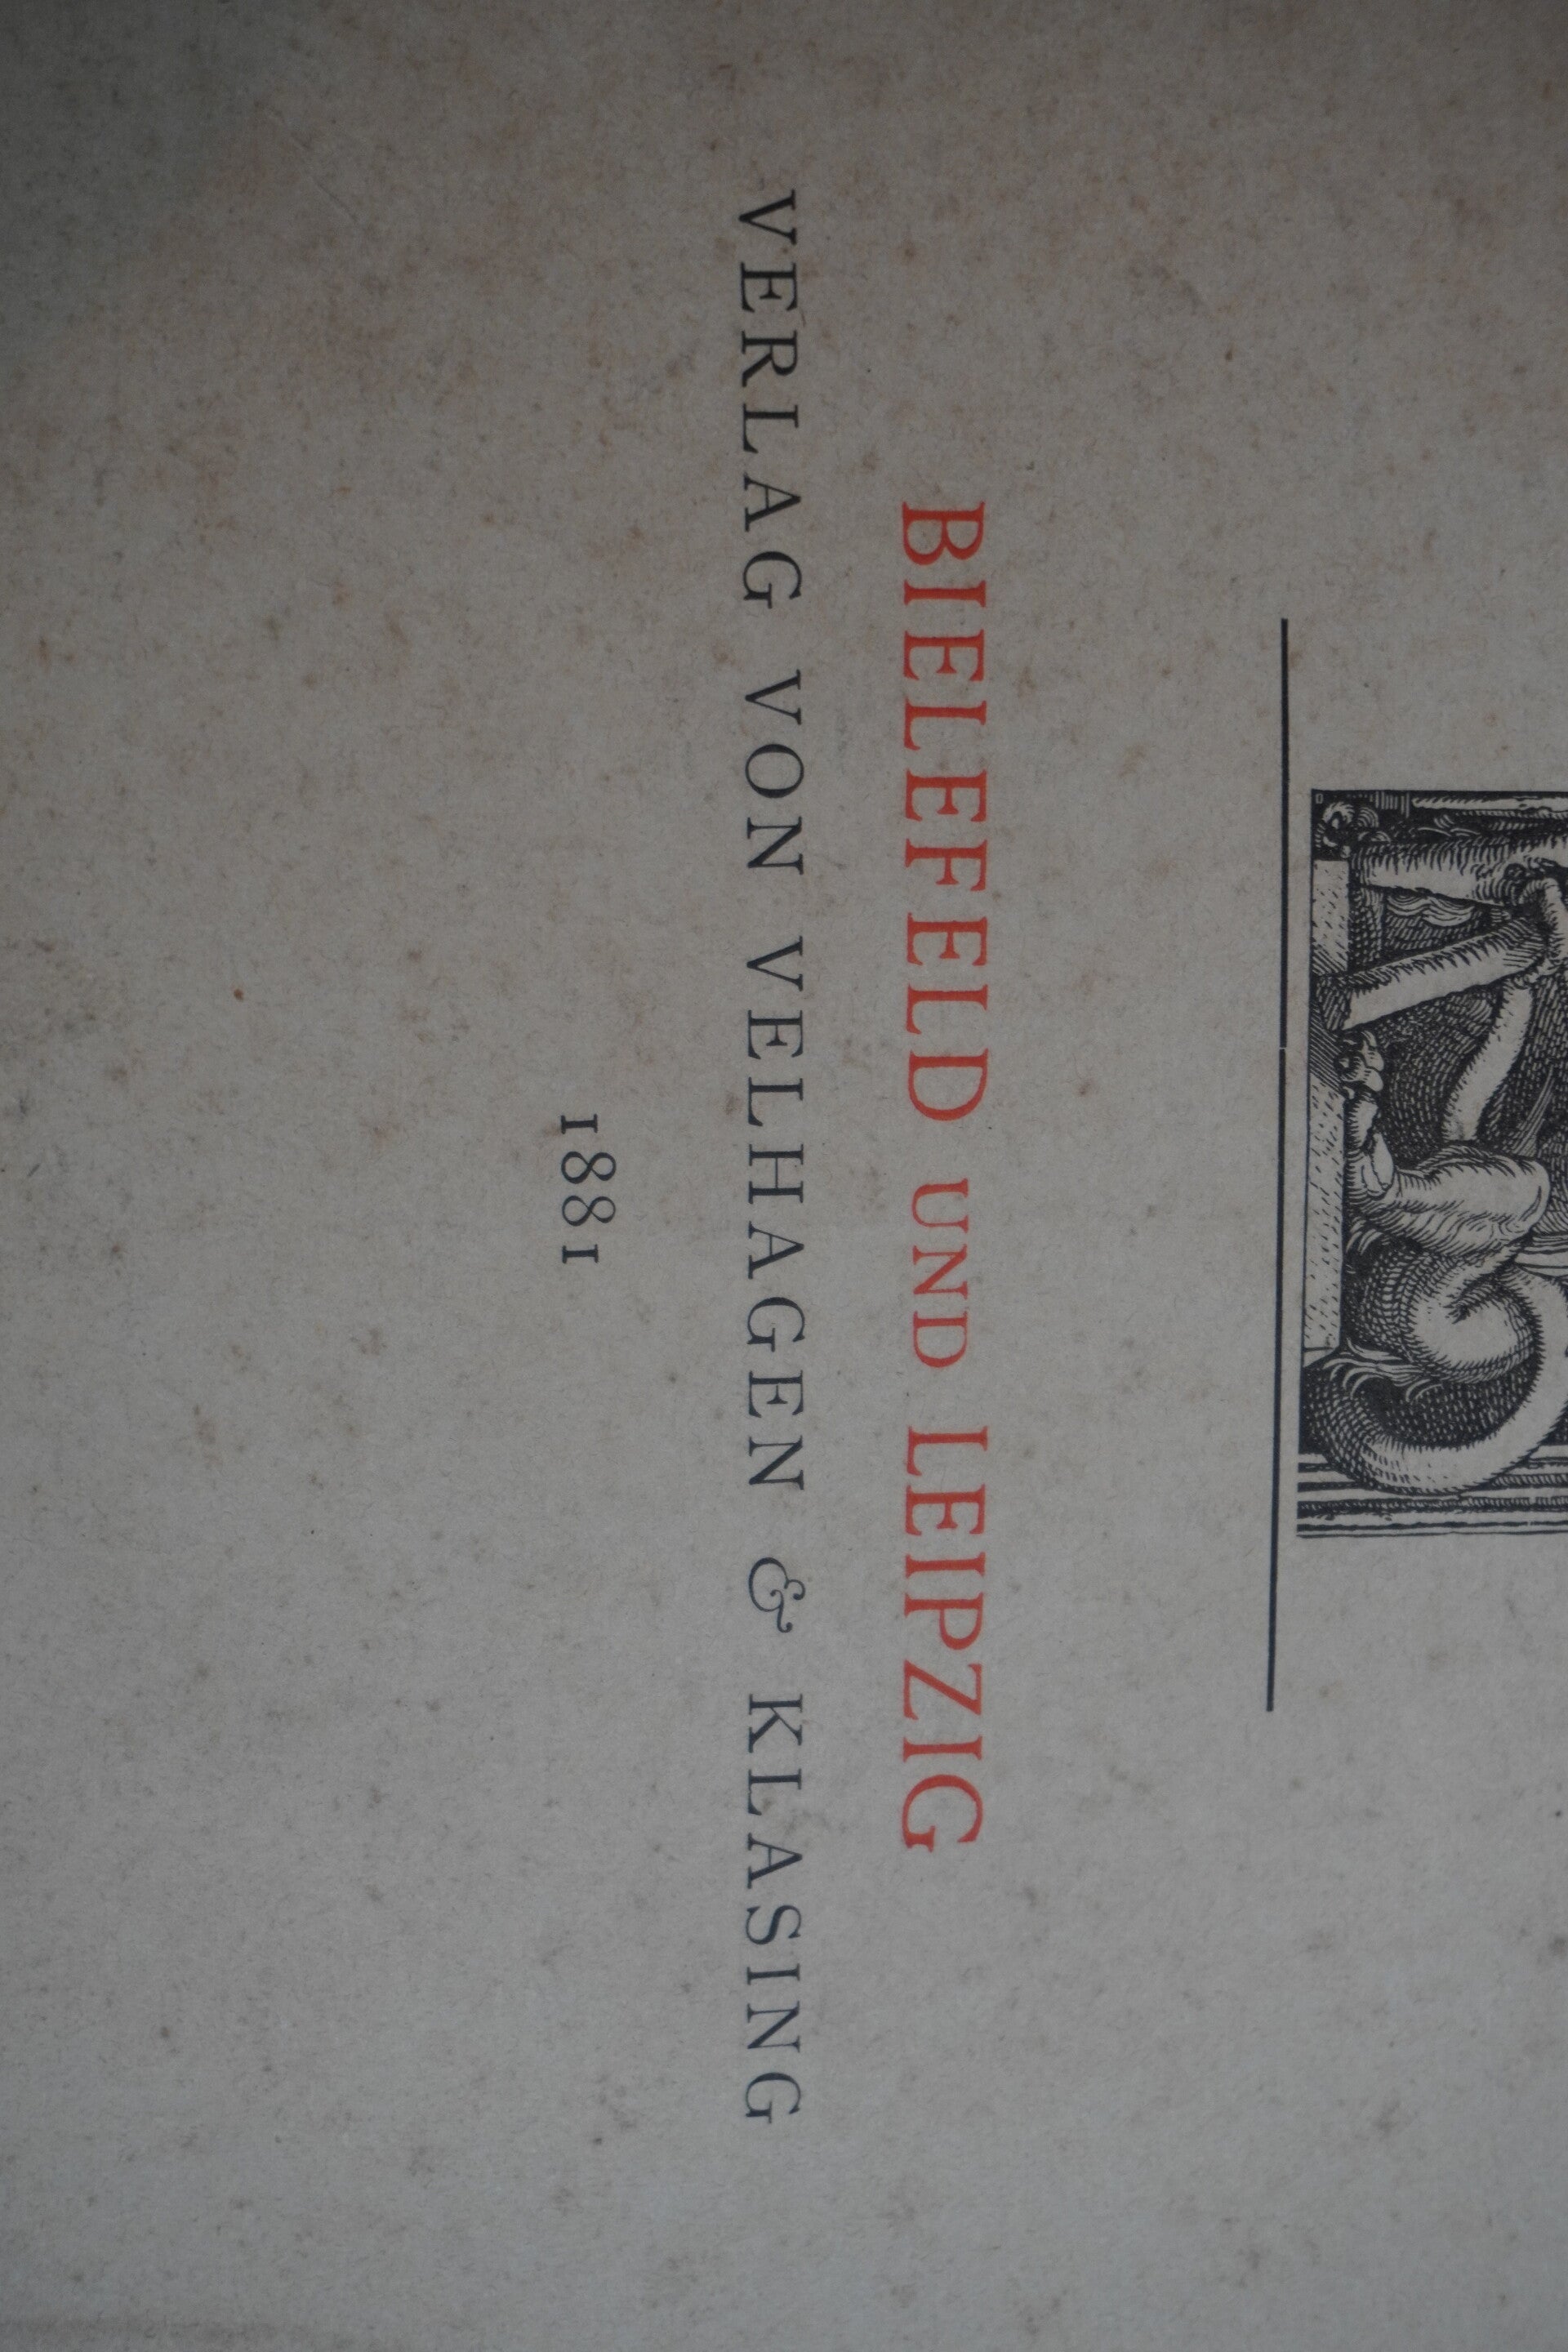 BIELEFELD UND LEIPZIG
VERLAG VON VELHAGEN & KLASING
1881